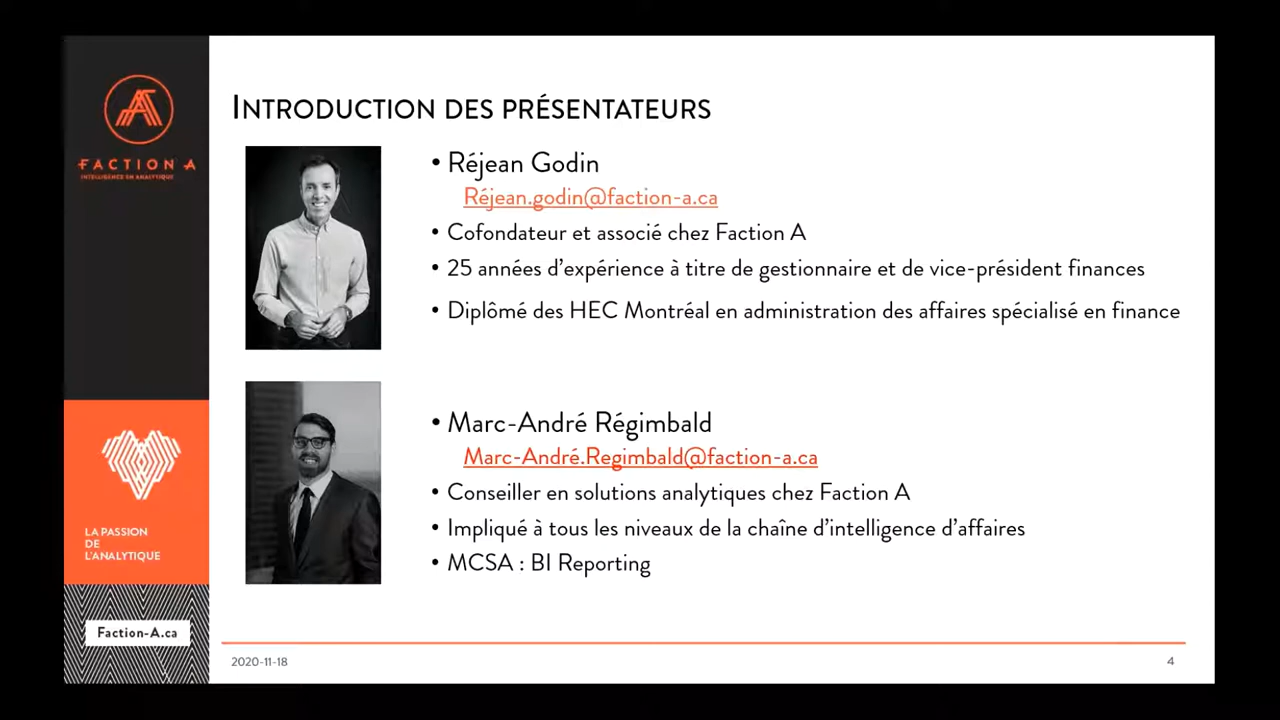 FACTION A
INTELLIGENCE EN ANALYTIQUE
LA PASSION
DE
L'ANALYTIQUE
Faction-A.ca
INTRODUCTION DES PRÉSENTATEURS
• Réjean Godin
Réjean.godin@faction-a.ca
• Cofondateur et associé chez Faction A
• 25 années d'expérience à titre de gestionnaire et de vice-président finances
• Diplômé des HEC Montréal en administration des affaires spécialisé en finance
• Marc-André Régimbald
Marc-André.Regimbald@faction-a.ca
• Conseiller en solutions analytiques chez Faction A
• Impliqué à tous les niveaux de la chaîne d'intelligence d'affaires
• MCSA : BI Reporting
2020-11-18
4